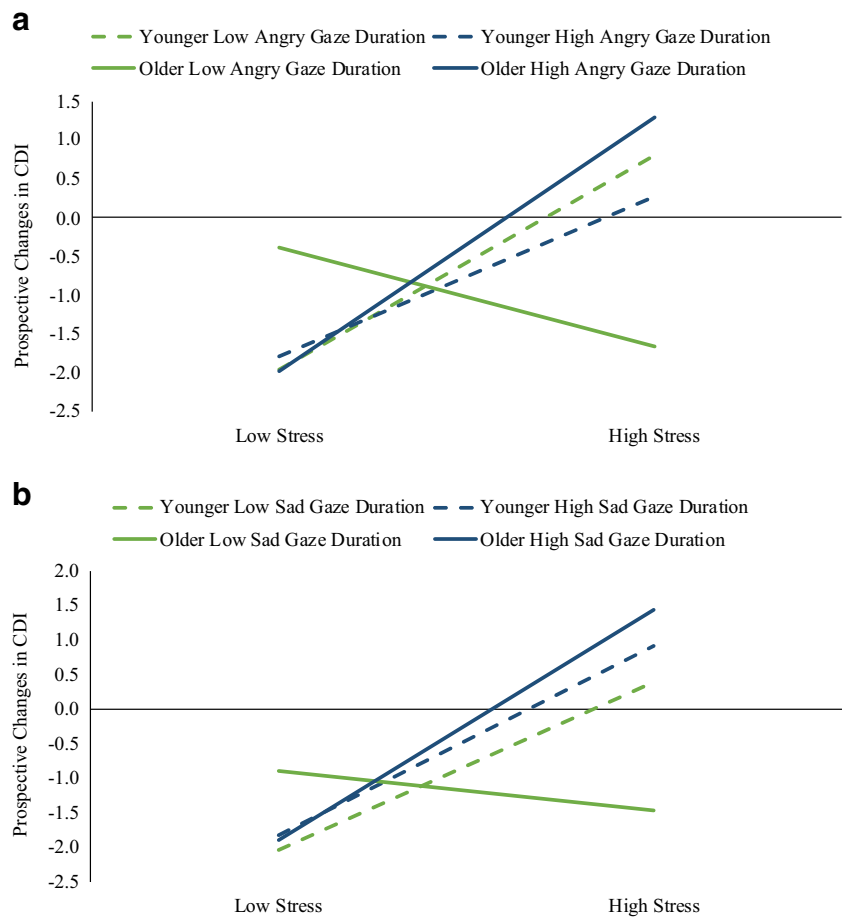 a
Younger Low Angry Gaze Duration Younger High Angry Gaze Duration
Older Low Angry Gaze Duration Older High Angry Gaze Duration
1.5
1.0
0.5
0.0
-0.5
-1.0
-1.5
-2.0
-2.5
Prospective Changes in CDI
Low Stress High Stress
b
Younger Low Sad Gaze Duration Younger High Sad Gaze Duration
Older Low Sad Gaze Duration Older High Sad Gaze Duration
2.0
1.5
1.0
0.5
0.0
-0.5
-1.0
-1.5
-2.0
-2.5
Prospective Changes in CDI
Low Stress High Stress